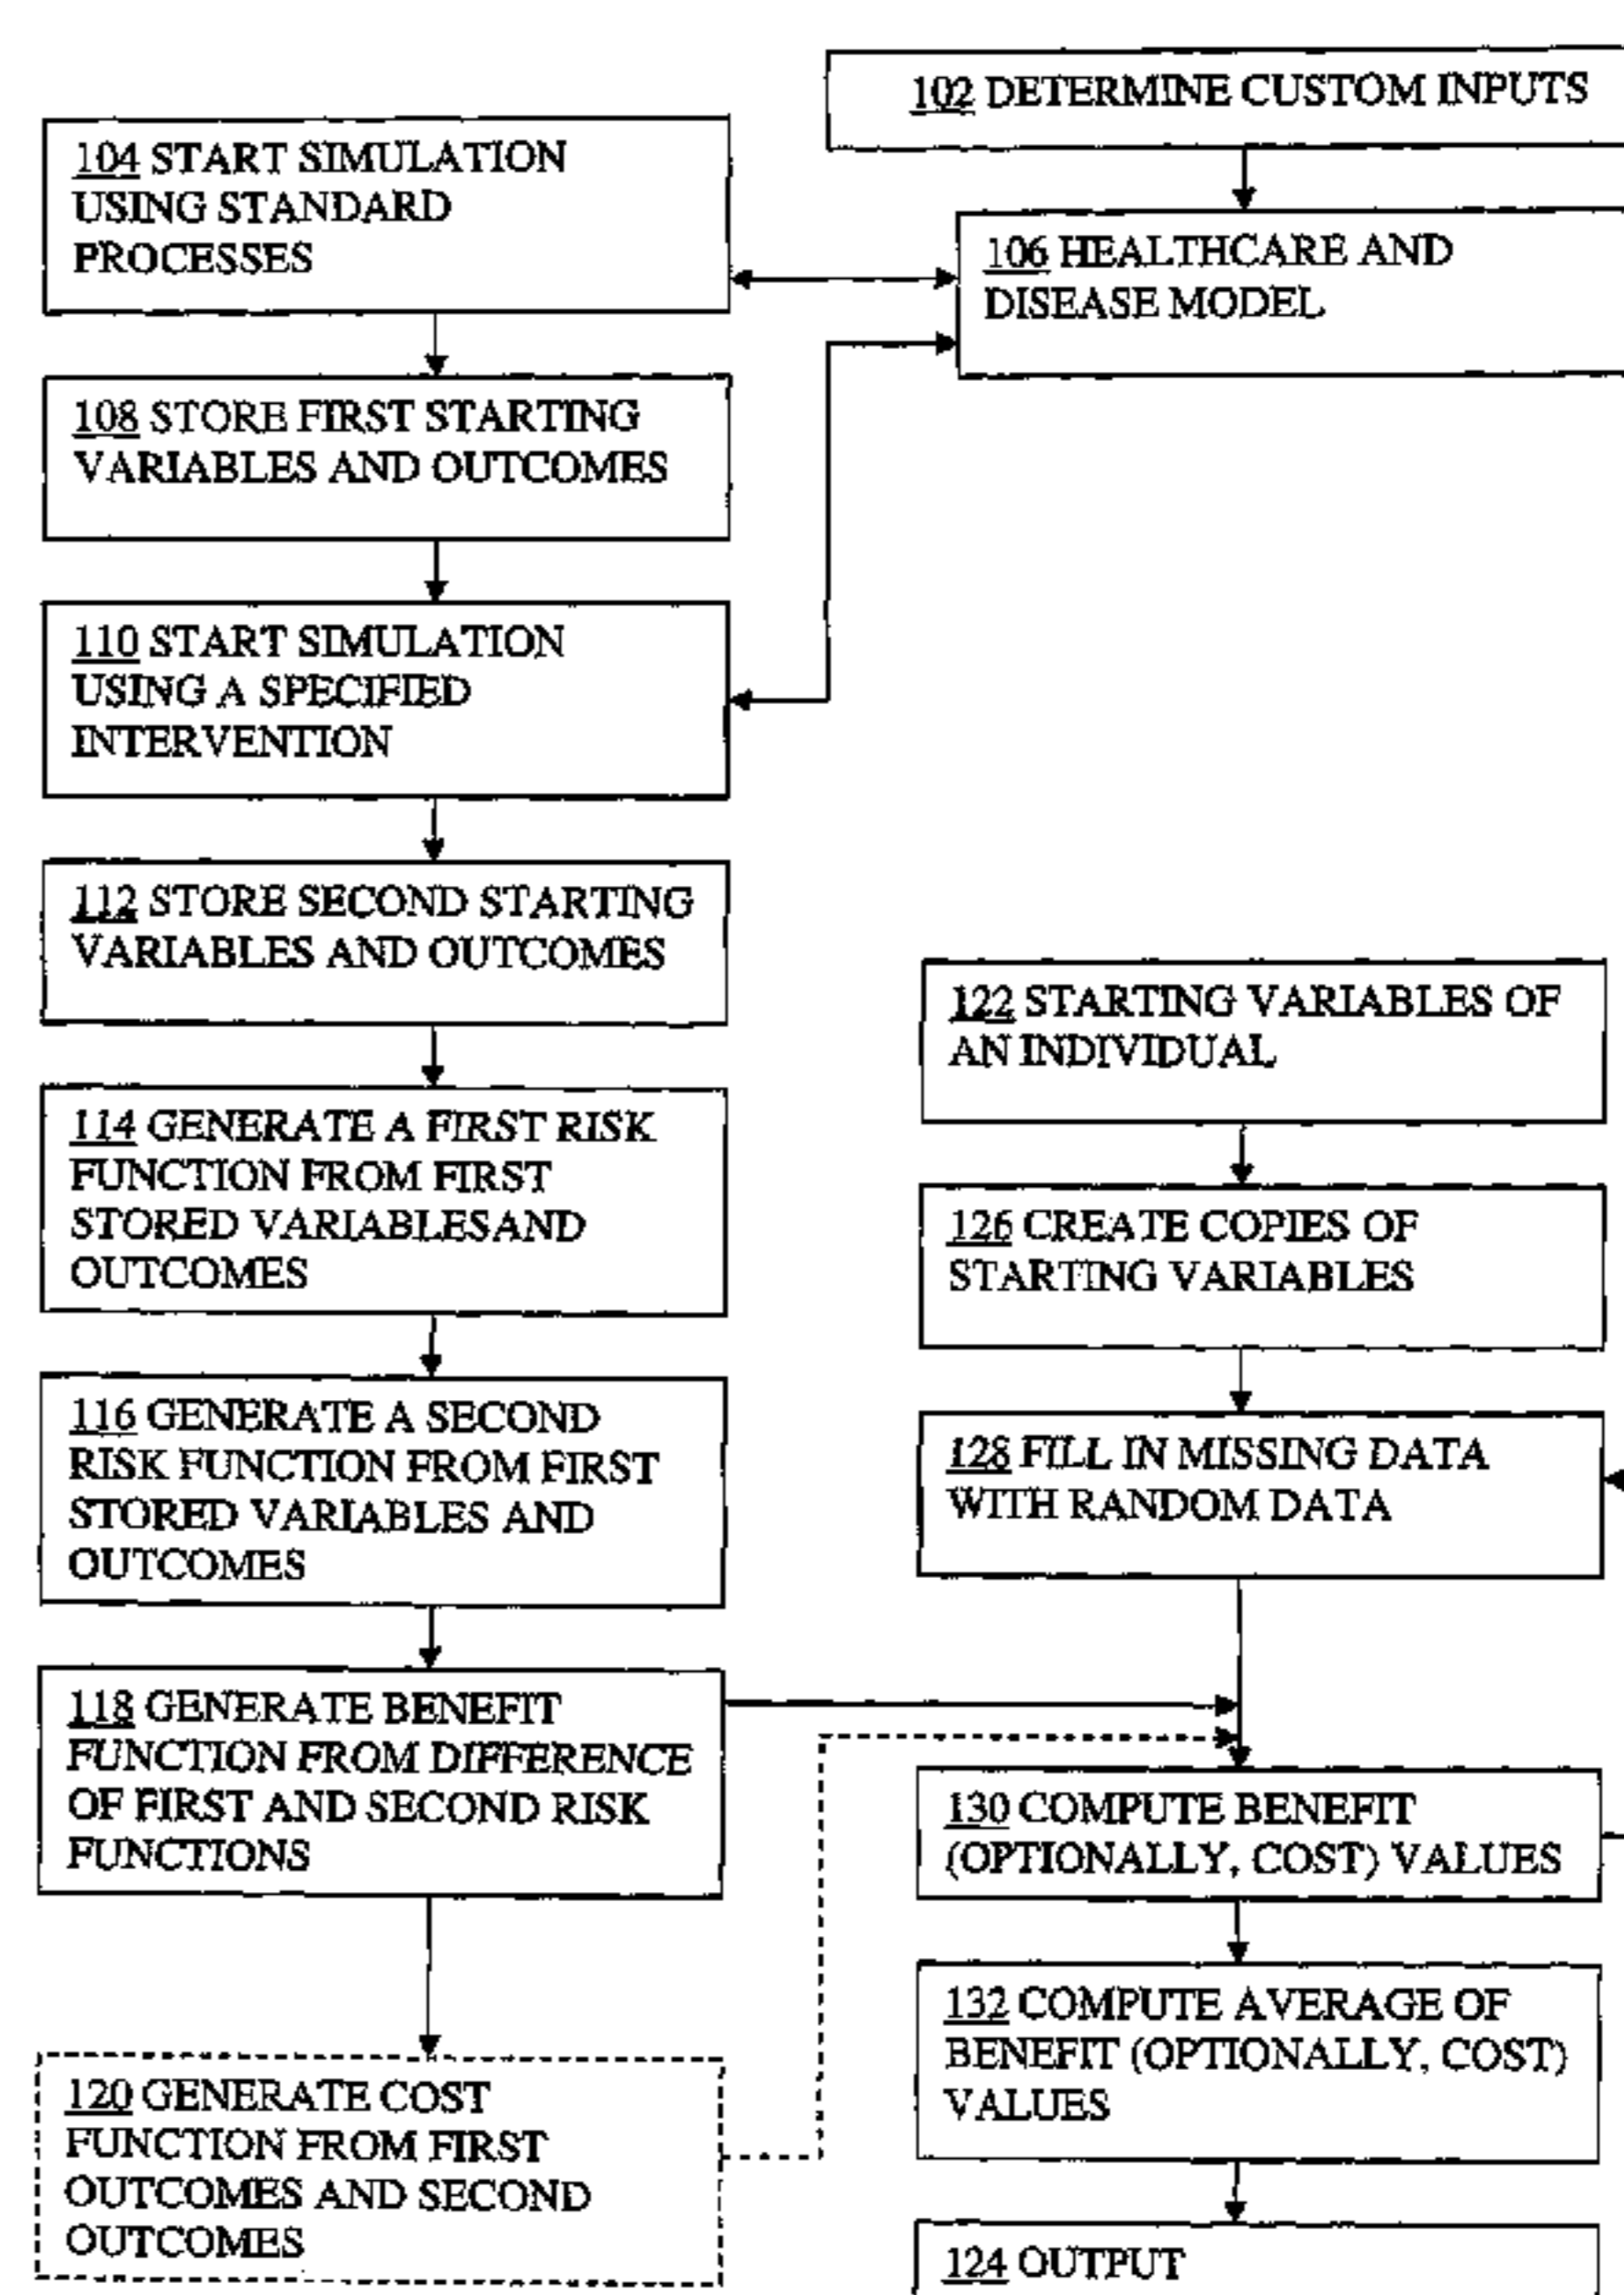 102 DETERMINE CUSTOM INPUTS
104 START SIMULATION
USING STANDARD
PROCESSES
106 HEALTHCARE AND
DISEASE MODEL
108 STORE FIRST STARTING
VARIABLES AND OUTCOMES
110 START SIMULATION
USING A SPECIFIED
INTERVENTION
112 STORE SECOND STARTING
VARIABLES AND OUTCOMES
114 GENERATE A FIRST RISK
FUNCTION FROM FIRST
STORED VARIABLESAND
OUTCOMES
116 GENERATE A SECOND
RISK FUNCTION FROM FIRST
STORED VARIABLES AND
OUTCOMES
118 GENERATE BENEFIT
FUNCTION FROM DIFFERENCE
OF FIRST AND SECOND RISK
FUNCTIONS
120 GENERATE COST
FUNCTION FROM FIRST
OUTCOMES AND SECOND
OUTCOMES
122 STARTING VARIABLES OF
AN INDIVIDUAL
126 CREATE COPIES OF
STARTING VARIABLES
128 FILL IN MISSING DATA
WITH RANDOM DATA
130 COMPUTE BENEFIT
(OPTIONALLY, COST) VALUES
132 COMPUTE AVERAGE OF
BENEFIT (OPTIONALLY, COST)
VALUES
124 OUTPUT